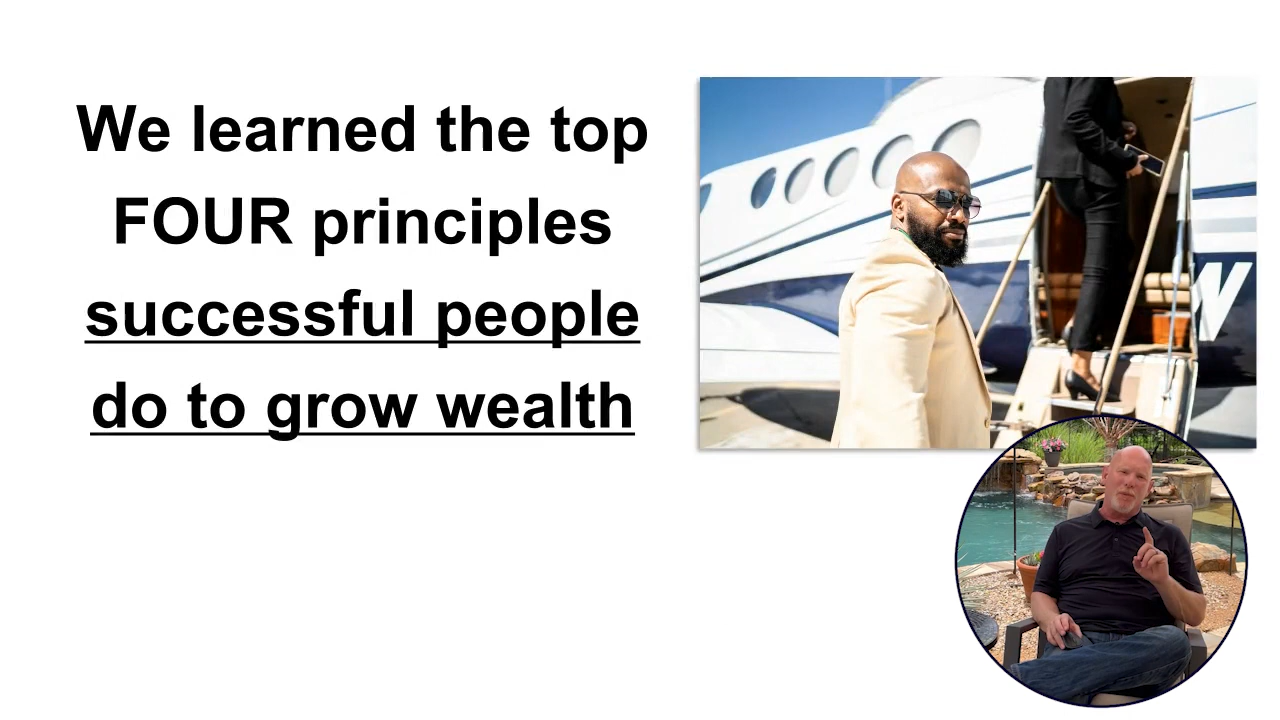 We learned the top
FOUR principles
successful people
do to grow wealth
W